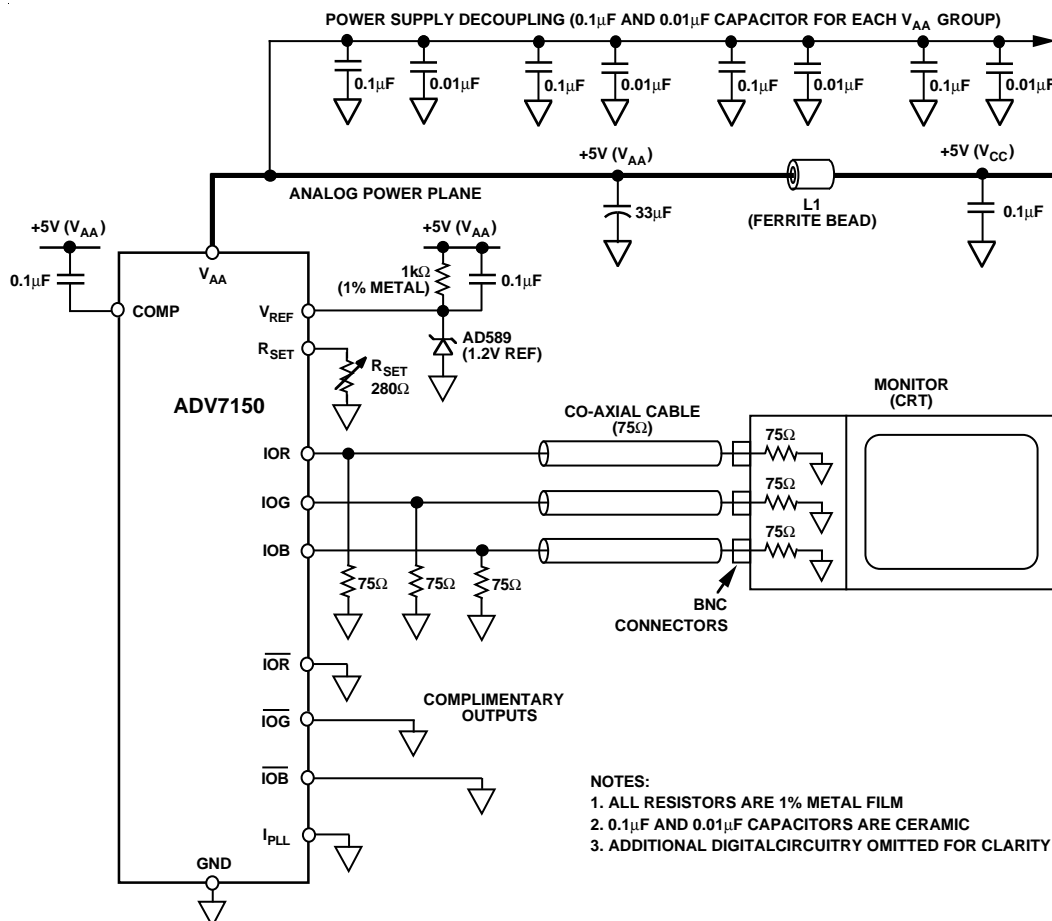 POWER SUPPLY DECOUPLING (0.1μF AND 0.01μF CAPACITOR FOR EACH VAA GROUP)
0.1μF
0.01μF
0.1μF
0.01μF
0.1μF
0.01μF
0.1μF
0.01μF
+5V (VAA)
+5V (VCC)
ANALOG POWER PLANE
33μF
L1
(FERRITE BEAD)
0.1μF
+5V (VAA)
0.1μF
VAA
COMP
+5V (VAA)
1kΩ
(1% METAL)
0.1μF
VREF
AD589
(1.2V REF)
RSET
RSET
280Ω
ADV7150
MONITOR
(CRT)
CO-AXIAL CABLE
(75Ω)
IOR
75Ω
IOG
75Ω
IOB
75Ω
75Ω
75Ω
75Ω
BNC
CONNECTORS
IOR
COMPLIMENTARY
OUTPUTS
IOG
IOB
IPLL
GND
NOTES:
1. ALL RESISTORS ARE 1% METAL FILM
2. 0.1μF AND 0.01μF CAPACITORS ARE CERAMIC
3. ADDITIONAL DIGITALCIRCUITRY OMITTED FOR CLARITY